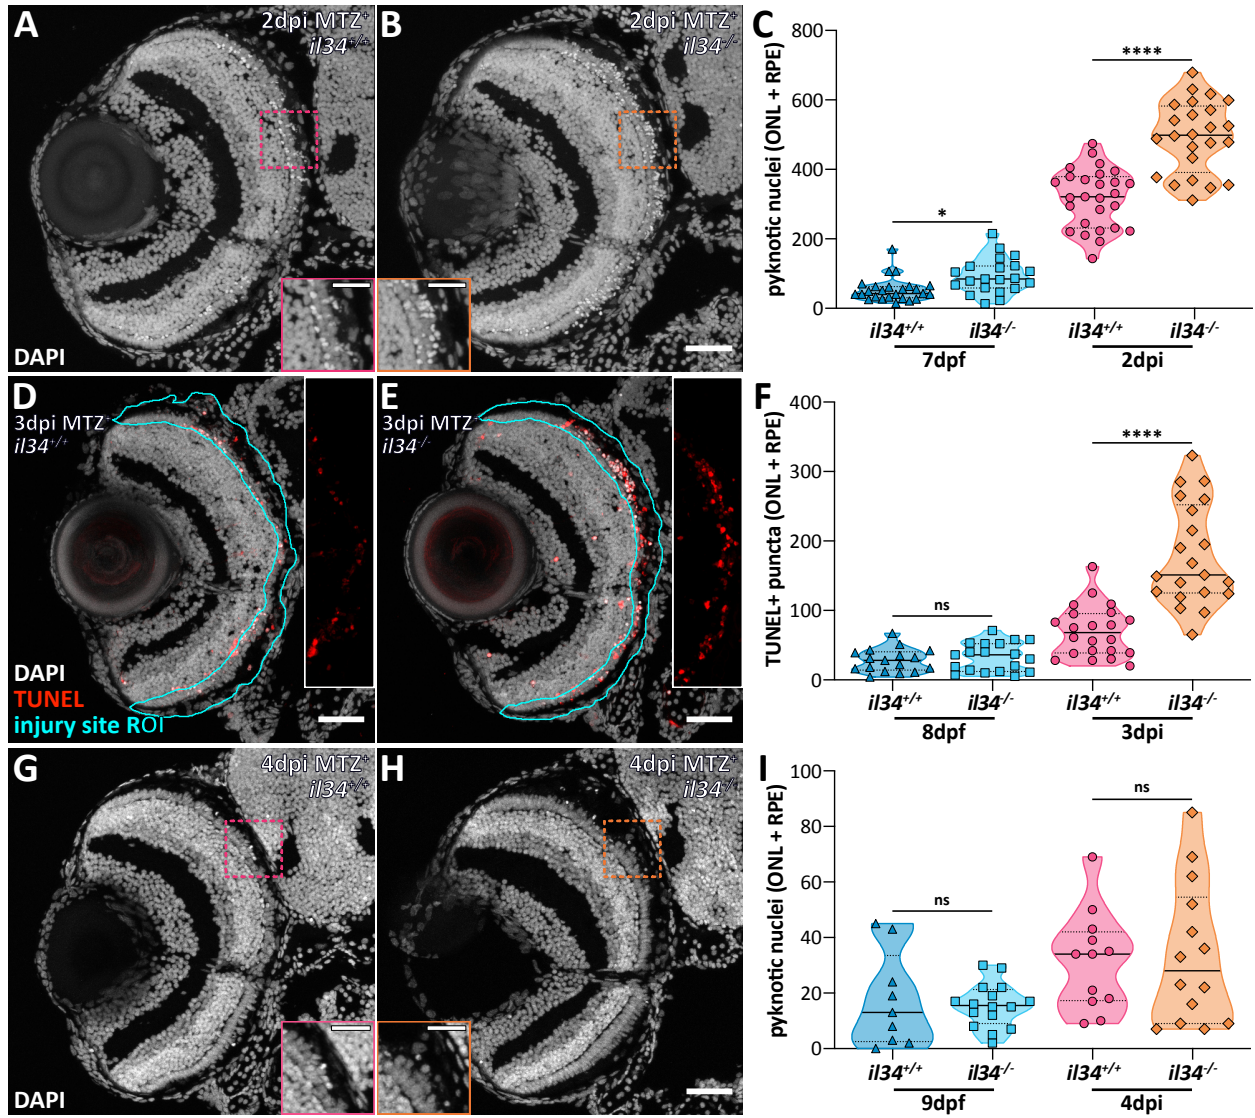 A
2dpi MTZ+
il34+/+
DAPI
B
2dpi MTZ+
il34-/-
C
pyknotic nuclei (ONL + RPE)
800
600
400
200
0
*
****
il34+/+ il34-/- il34+/+ il34-/-
7dpf 2dpi
D
3dpi MTZ+
il34+/+
DAPI
TUNEL
injury site ROI
E
3dpi MTZ+
il34-/-
F
TUNEL+ puncta (ONL + RPE)
400
300
200
100
0
ns
****
il34+/+ il34-/- il34+/+ il34-/-
8dpf 3dpi
G
4dpi MTZ+
il34+/+
DAPI
H
4dpi MTZ+
il34-/-
I
pyknotic nuclei (ONL + RPE)
100
80
60
40
20
0
ns
ns
il34+/+ il34-/- il34+/+ il34-/-
9dpf 4dpi